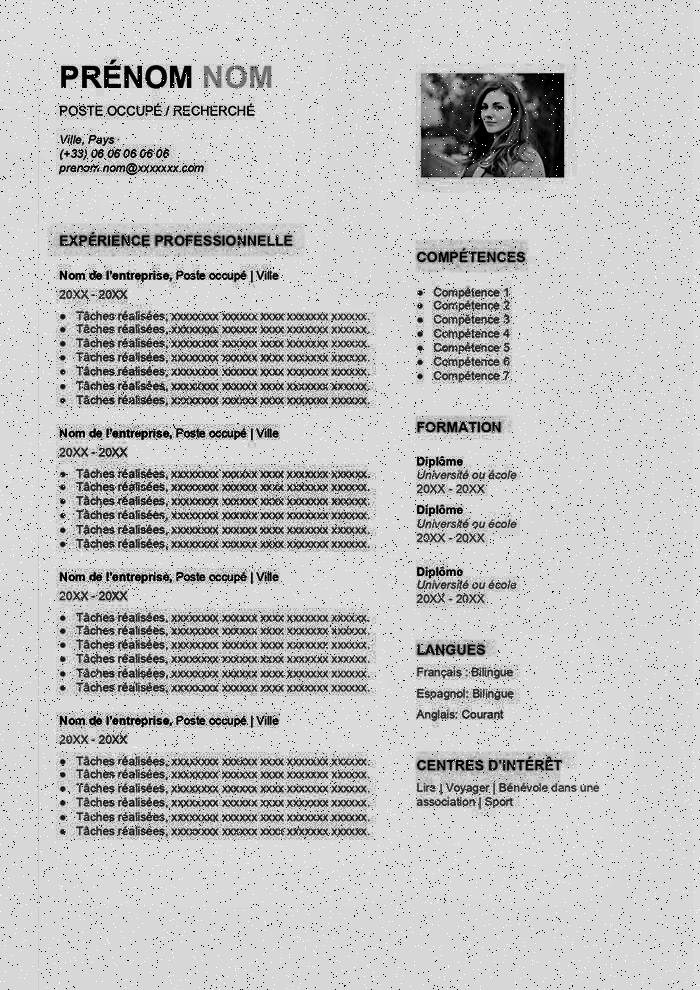 PRÉNOM NOM
POSTE OCCUPÉ / RECHERCHÉ
Ville, Pays
(+33) 06 06 06 06 06
prenom.nom@xxxxxxx.com
EXPÉRIENCE PROFESSIONNELLE
Nom de l'entreprise, Poste occupé | Ville
20XX - 20XX
• Tâches réalisées, xxxxxxxx xxxxxx xxxx xxxxxxx xxxxxx.
• Tâches réalisées, xxxxxxxx xxxxxx xxxx xxxxxxx xxxxxx.
• Tâches réalisées, xxxxxxxx xxxxxx xxxx xxxxxxx xxxxxx.
• Tâches réalisées, xxxxxxxx xxxxxx xxxx xxxxxxx xxxxxx.
• Tâches réalisées, xxxxxxxx xxxxxx xxxx xxxxxxx xxxxxx.
• Tâches réalisées, xxxxxxxx xxxxxx xxxx xxxxxxx xxxxxx.
• Tâches réalisées, xxxxxxxx xxxxxx xxxx xxxxxxx xxxxxx.
Nom de l'entreprise, Poste occupé | Ville
20XX - 20XX
• Tâches réalisées, xxxxxxxx xxxxxx xxxx xxxxxxx xxxxxx.
• Tâches réalisées, xxxxxxxx xxxxxx xxxx xxxxxxx xxxxxx.
• Tâches réalisées, xxxxxxxx xxxxxx xxxx xxxxxxx xxxxxx.
• Tâches réalisées, xxxxxxxx xxxxxx xxxx xxxxxxx xxxxxx.
• Tâches réalisées, xxxxxxxx xxxxxx xxxx xxxxxxx xxxxxx.
• Tâches réalisées, xxxxxxxx xxxxxx xxxx xxxxxxx xxxxxx.
Nom de l'entreprise, Poste occupé | Ville
20XX - 20XX
• Tâches réalisées, xxxxxxxx xxxxxx xxxx xxxxxxx xxxxxx.
• Tâches réalisées, xxxxxxxx xxxxxx xxxx xxxxxxx xxxxxx.
• Tâches réalisées, xxxxxxxx xxxxxx xxxx xxxxxxx xxxxxx.
• Tâches réalisées, xxxxxxxx xxxxxx xxxx xxxxxxx xxxxxx.
• Tâches réalisées, xxxxxxxx xxxxxx xxxx xxxxxxx xxxxxx.
• Tâches réalisées, xxxxxxxx xxxxxx xxxx xxxxxxx xxxxxx.
Nom de l'entreprise, Poste occupé | Ville
20XX - 20XX
• Tâches réalisées, xxxxxxxx xxxxxx xxxx xxxxxxx xxxxxx.
• Tâches réalisées, xxxxxxxx xxxxxx xxxx xxxxxxx xxxxxx.
• Tâches réalisées, xxxxxxxx xxxxxx xxxx xxxxxxx xxxxxx.
• Tâches réalisées, xxxxxxxx xxxxxx xxxx xxxxxxx xxxxxx.
• Tâches réalisées, xxxxxxxx xxxxxx xxxx xxxxxxx xxxxxx.
• Tâches réalisées, xxxxxxxx xxxxxx xxxx xxxxxxx xxxxxx.
COMPÉTENCES
• Compétence 1
• Compétence 2
• Compétence 3
• Compétence 4
• Compétence 5
• Compétence 6
• Compétence 7
FORMATION
Diplôme
Université ou école
20XX - 20XX
Diplôme
Université ou école
20XX - 20XX
Diplôme
Université ou école
20XX - 20XX
LANGUES
Français : Bilingue
Espagnol: Bilingue
Anglais: Courant
CENTRES D'INTÉRÊT
Lire | Voyager | Bénévole dans une
association | Sport